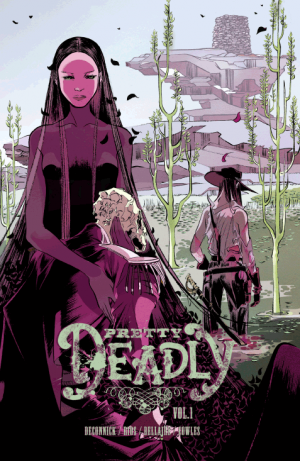 PRETTY
DEADLY
VOL.1
DECONNICK / RIOS / BELLAIRE / COWLES